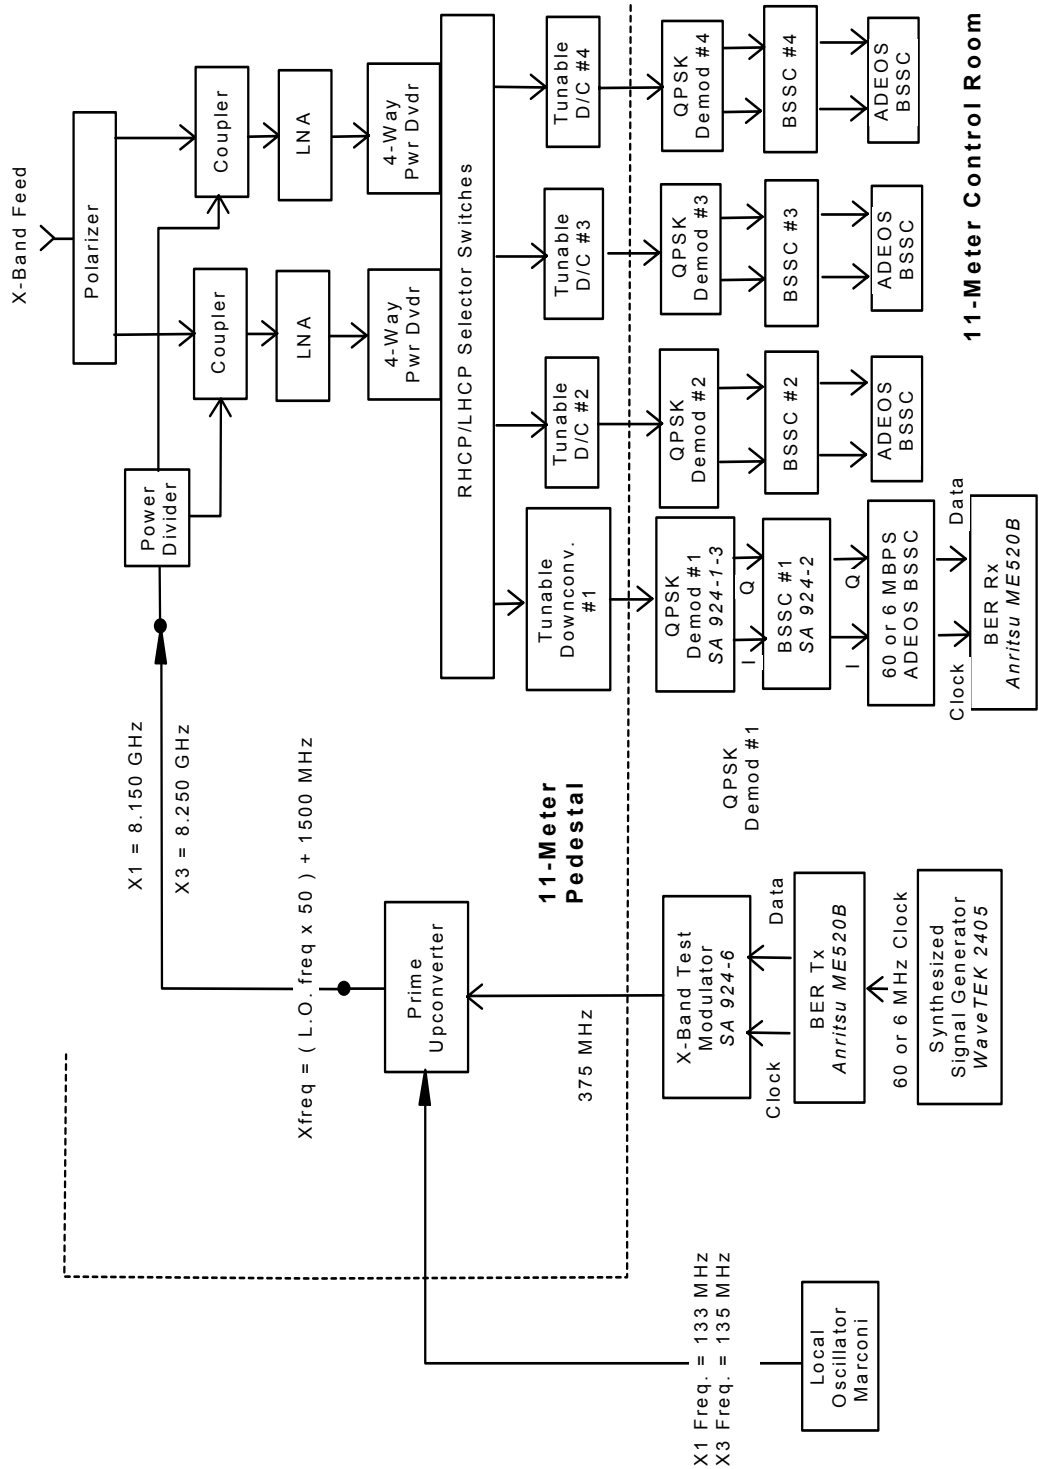 X-Band Feed
Polarizer
Coupler
LNA
4-Way
Pwr Dvdr
Coupler
LNA
4-Way
Pwr Dvdr
Power
Divider
RHCP/LHCP Selector Switches
X1 = 8.150 GHz
X3 = 8.250 GHz
Xfreq = ( L.O. freq x 50 ) + 1500 MHz
Prime
Upconverter
11-Meter
Pedestal
Tunable
Downconv.
#1
Tunable
D/C #2
Tunable
D/C #3
Tunable
D/C #4
375 MHz
X1 Freq. = 133 MHz
X3 Freq. = 135 MHz
Local
Oscillator
Marconi
X-Band Test
Modulator
SA 924-6
Clock
Data
BER Tx
Anritsu ME520B
60 or 6 MHz Clock
Synthesized
Signal Generator
WaveTEK 2405
QPSK
Demod #1
QPSK
Demod #1
SA 924-1-3
I
Q
BSSC #1
SA 924-2
I
Q
60 or 6 MBPS
ADEOS BSSC
Clock
Data
BER Rx
Anritsu ME520B
QPSK
Demod #2
BSSC #2
ADEOS
BSSC
QPSK
Demod #3
BSSC #3
ADEOS
BSSC
QPSK
Demod #4
BSSC #4
ADEOS
BSSC
11-Meter Control Room